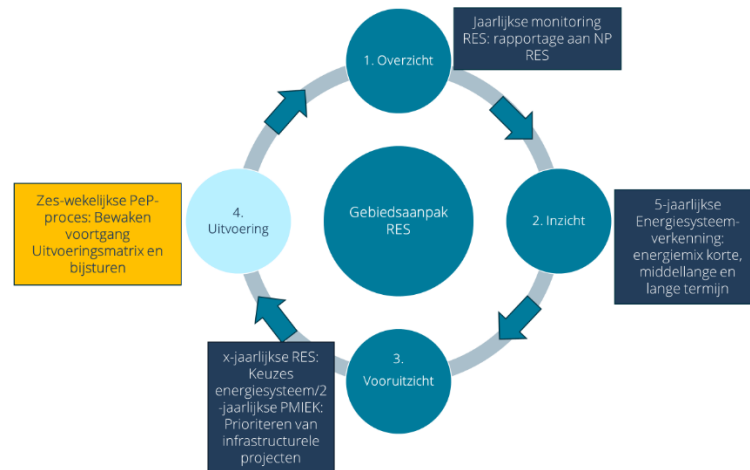 Jaarlijkse monitoring
RES: rapportage aan NP
RES
1. Overzicht
Zes-wekelijkse PeP-
proces: Bewaken
voortgang
Uitvoeringsmatrix en
bijsturen
4.
Uitvoering
Gebiedsaanpak
RES
2. Inzicht
5-jaarlijkse
Energiesysteem-
verkenning:
energiemix korte,
middellange en
lange termijn
x-jaarlijkse RES:
Keuzes
energiesysteem/2
-jaarlijkse PMIEK:
Prioriteren van
infrastructurele
projecten
3.
Vooruitzicht